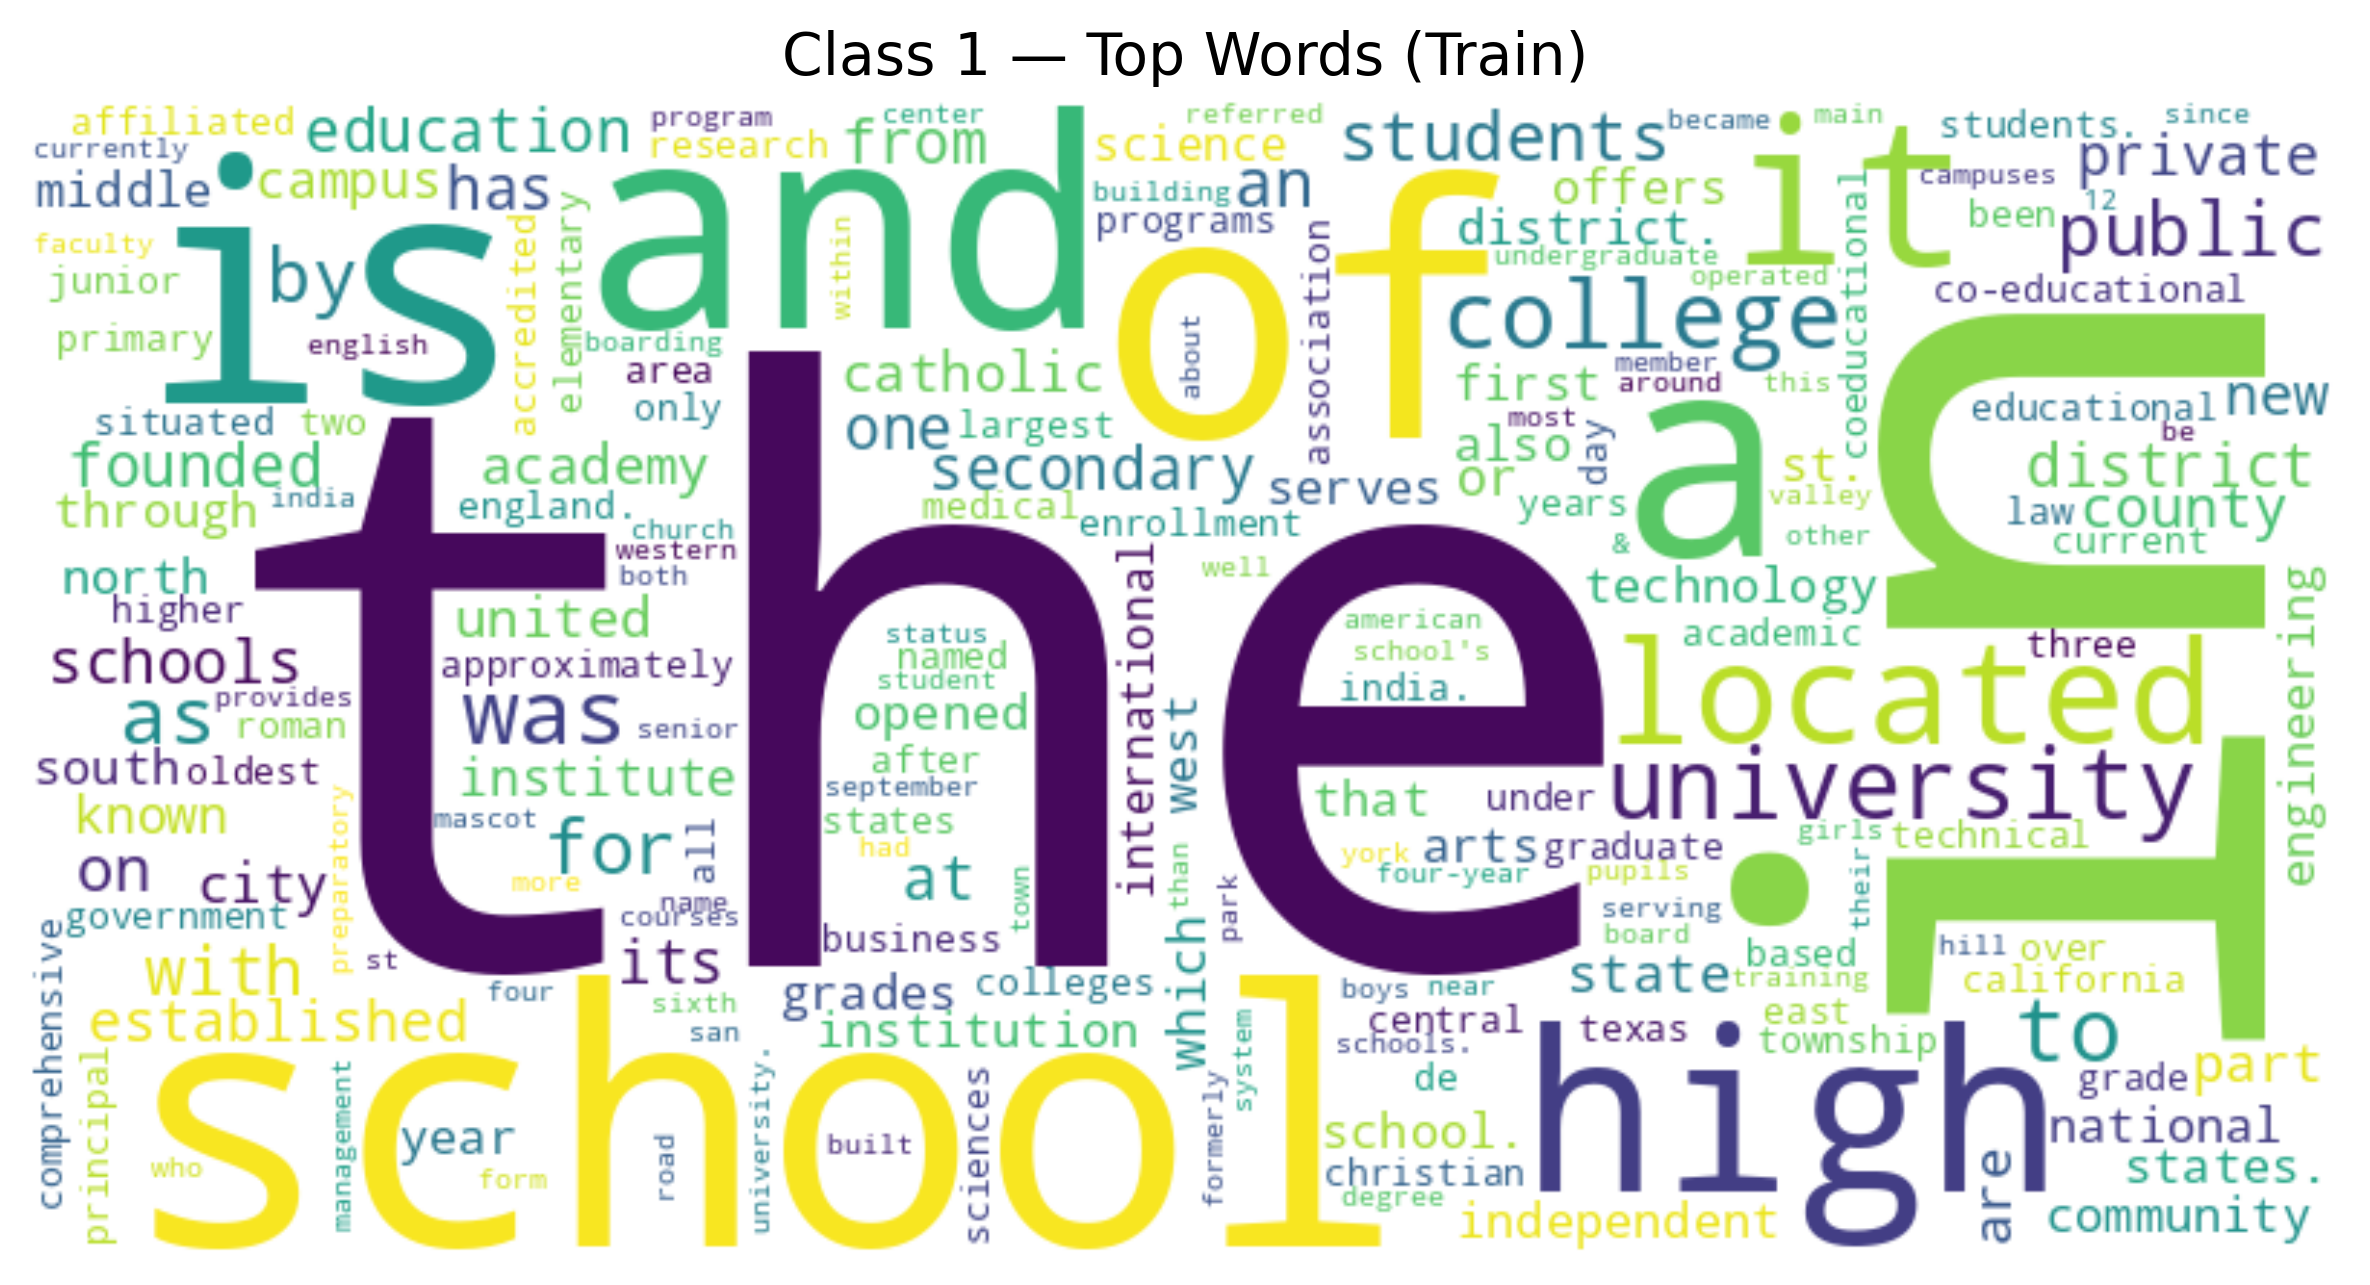 Class 1 — Top Words (Train)
affiliated
education
program
center
referred
became
main
since
currently
research
from
science
students
it
students.
private
middle
campus
has
and
building
an
offers
campuses
12
faculty
is
by
accredited
elementary
within
programs
of
district.
been
public
junior
undergraduate
operated
coeducational
co-educational
primary
english
boarding
about
association
college
in
area
catholic
member
first
around
this
educational
new
situated
two
only
one
largest
most
a
be
founded
academy
secondary
also
day
st.
district
through
india
england.
the
medical
serves
or
years
valley
law
county
church
enrollment
&
other
current
north
western
both
well
technology
engineering
higher
united
international
american
academic
three
schools
approximately
status
named
school's
located
provides
student
india.
as
roman
was
senior
opened
west
university
south
oldest
institute
after
september
that
under
known
preparatory
mascot
for
all
states
girls
technical
had
york
arts
graduate
on
city
more
at
town
than
four-year
pupils
their
government
name
courses
park
serving
comprehensive
st
its
business
which
board
based
hill
over
with
state
training
california
four
sixth
grades
colleges
boys
near
established
san
institution
central
texas
east
township
to
schools.
principal
school
management
university.
sciences
formerly
system
de
high
grade
part
year
road
built
school.
national
who
form
christian
are
states.
degree
independent
community